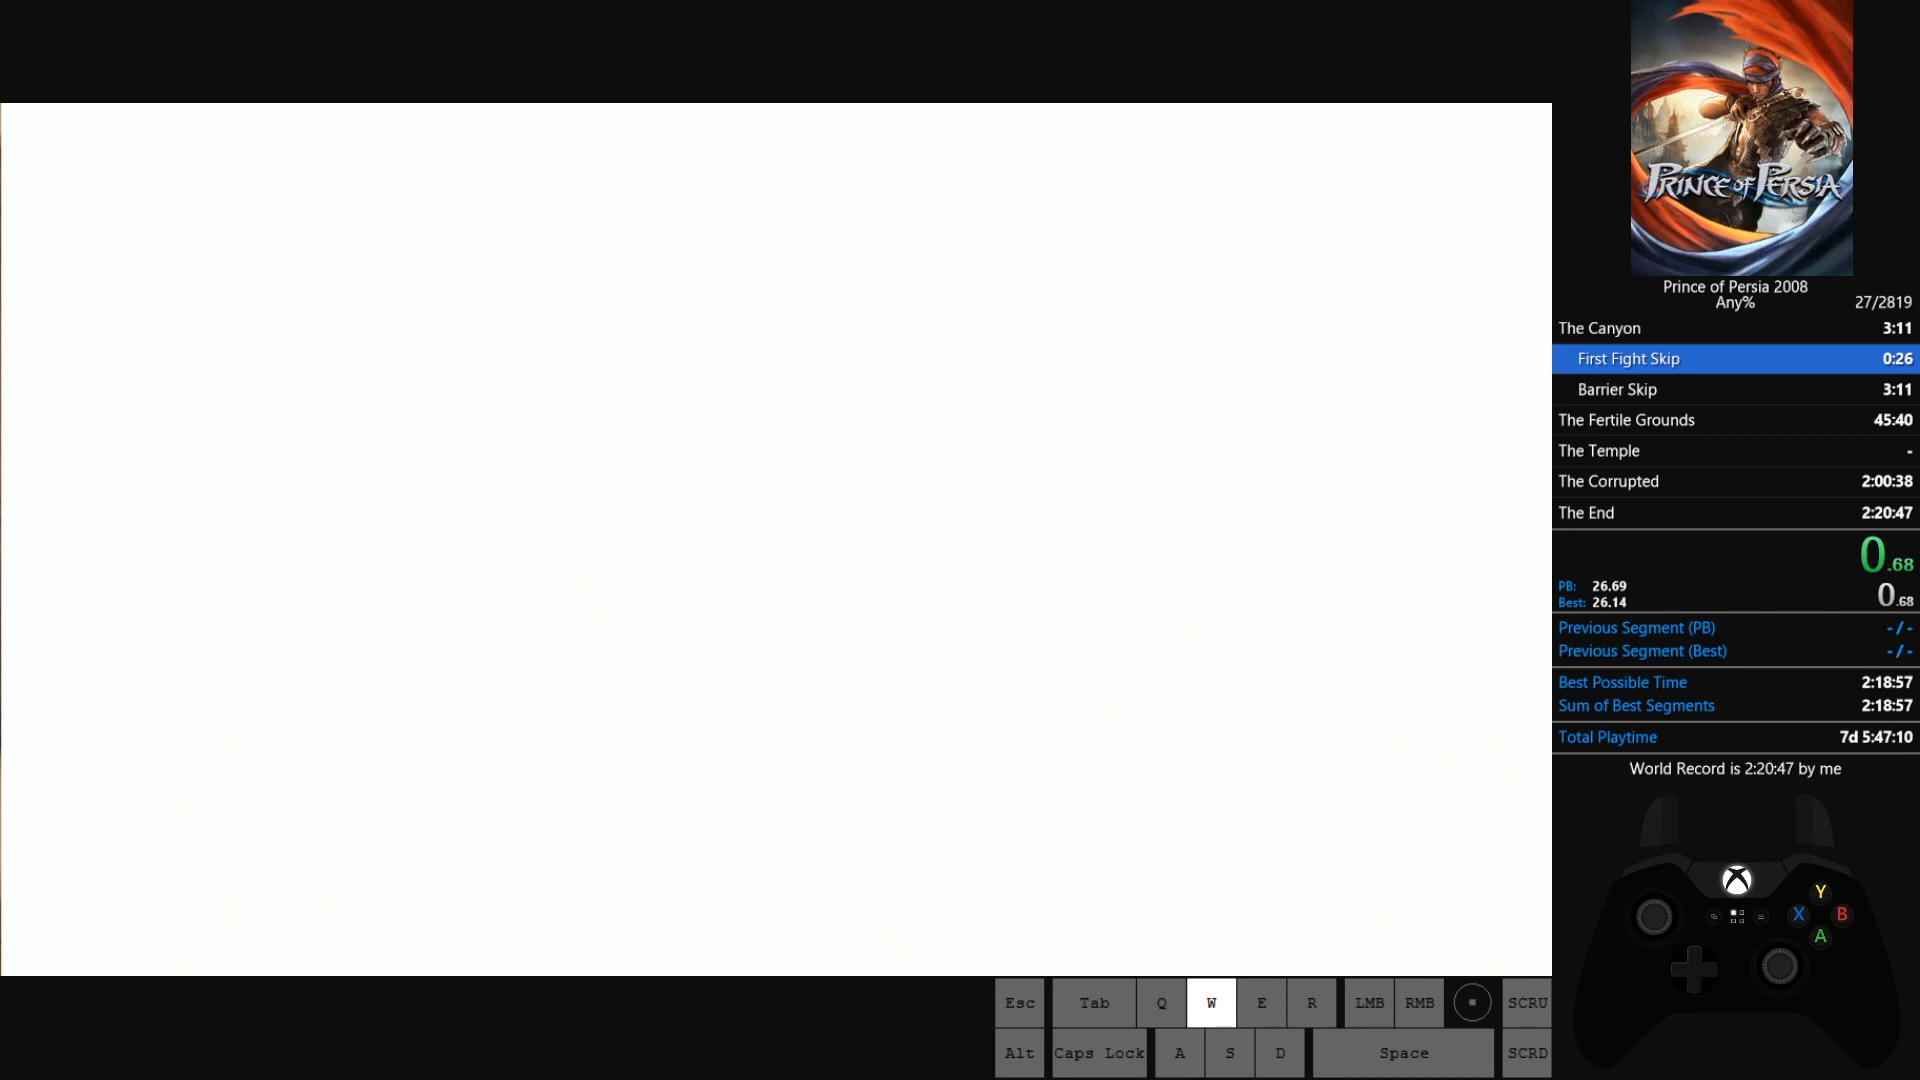 PRINCE OF PERSIA
Prince of Persia 2008
Any%
27/2819
The Canyon 3:11
First Fight Skip 0:26
Barrier Skip 3:11
The Fertile Grounds 45:40
The Temple -
The Corrupted 2:00:38
The End 2:20:47
0.68
PB: 26.69
Best: 26.14
0.68
Previous Segment (PB) - / -
Previous Segment (Best) - / -
Best Possible Time 2:18:57
Sum of Best Segments 2:18:57
Total Playtime 7d 5:47:10
World Record is 2:20:47 by me
Y
X B
A
Esc Tab Q W E R LMB RMB SCRU
Alt Caps Lock A S D Space SCRD